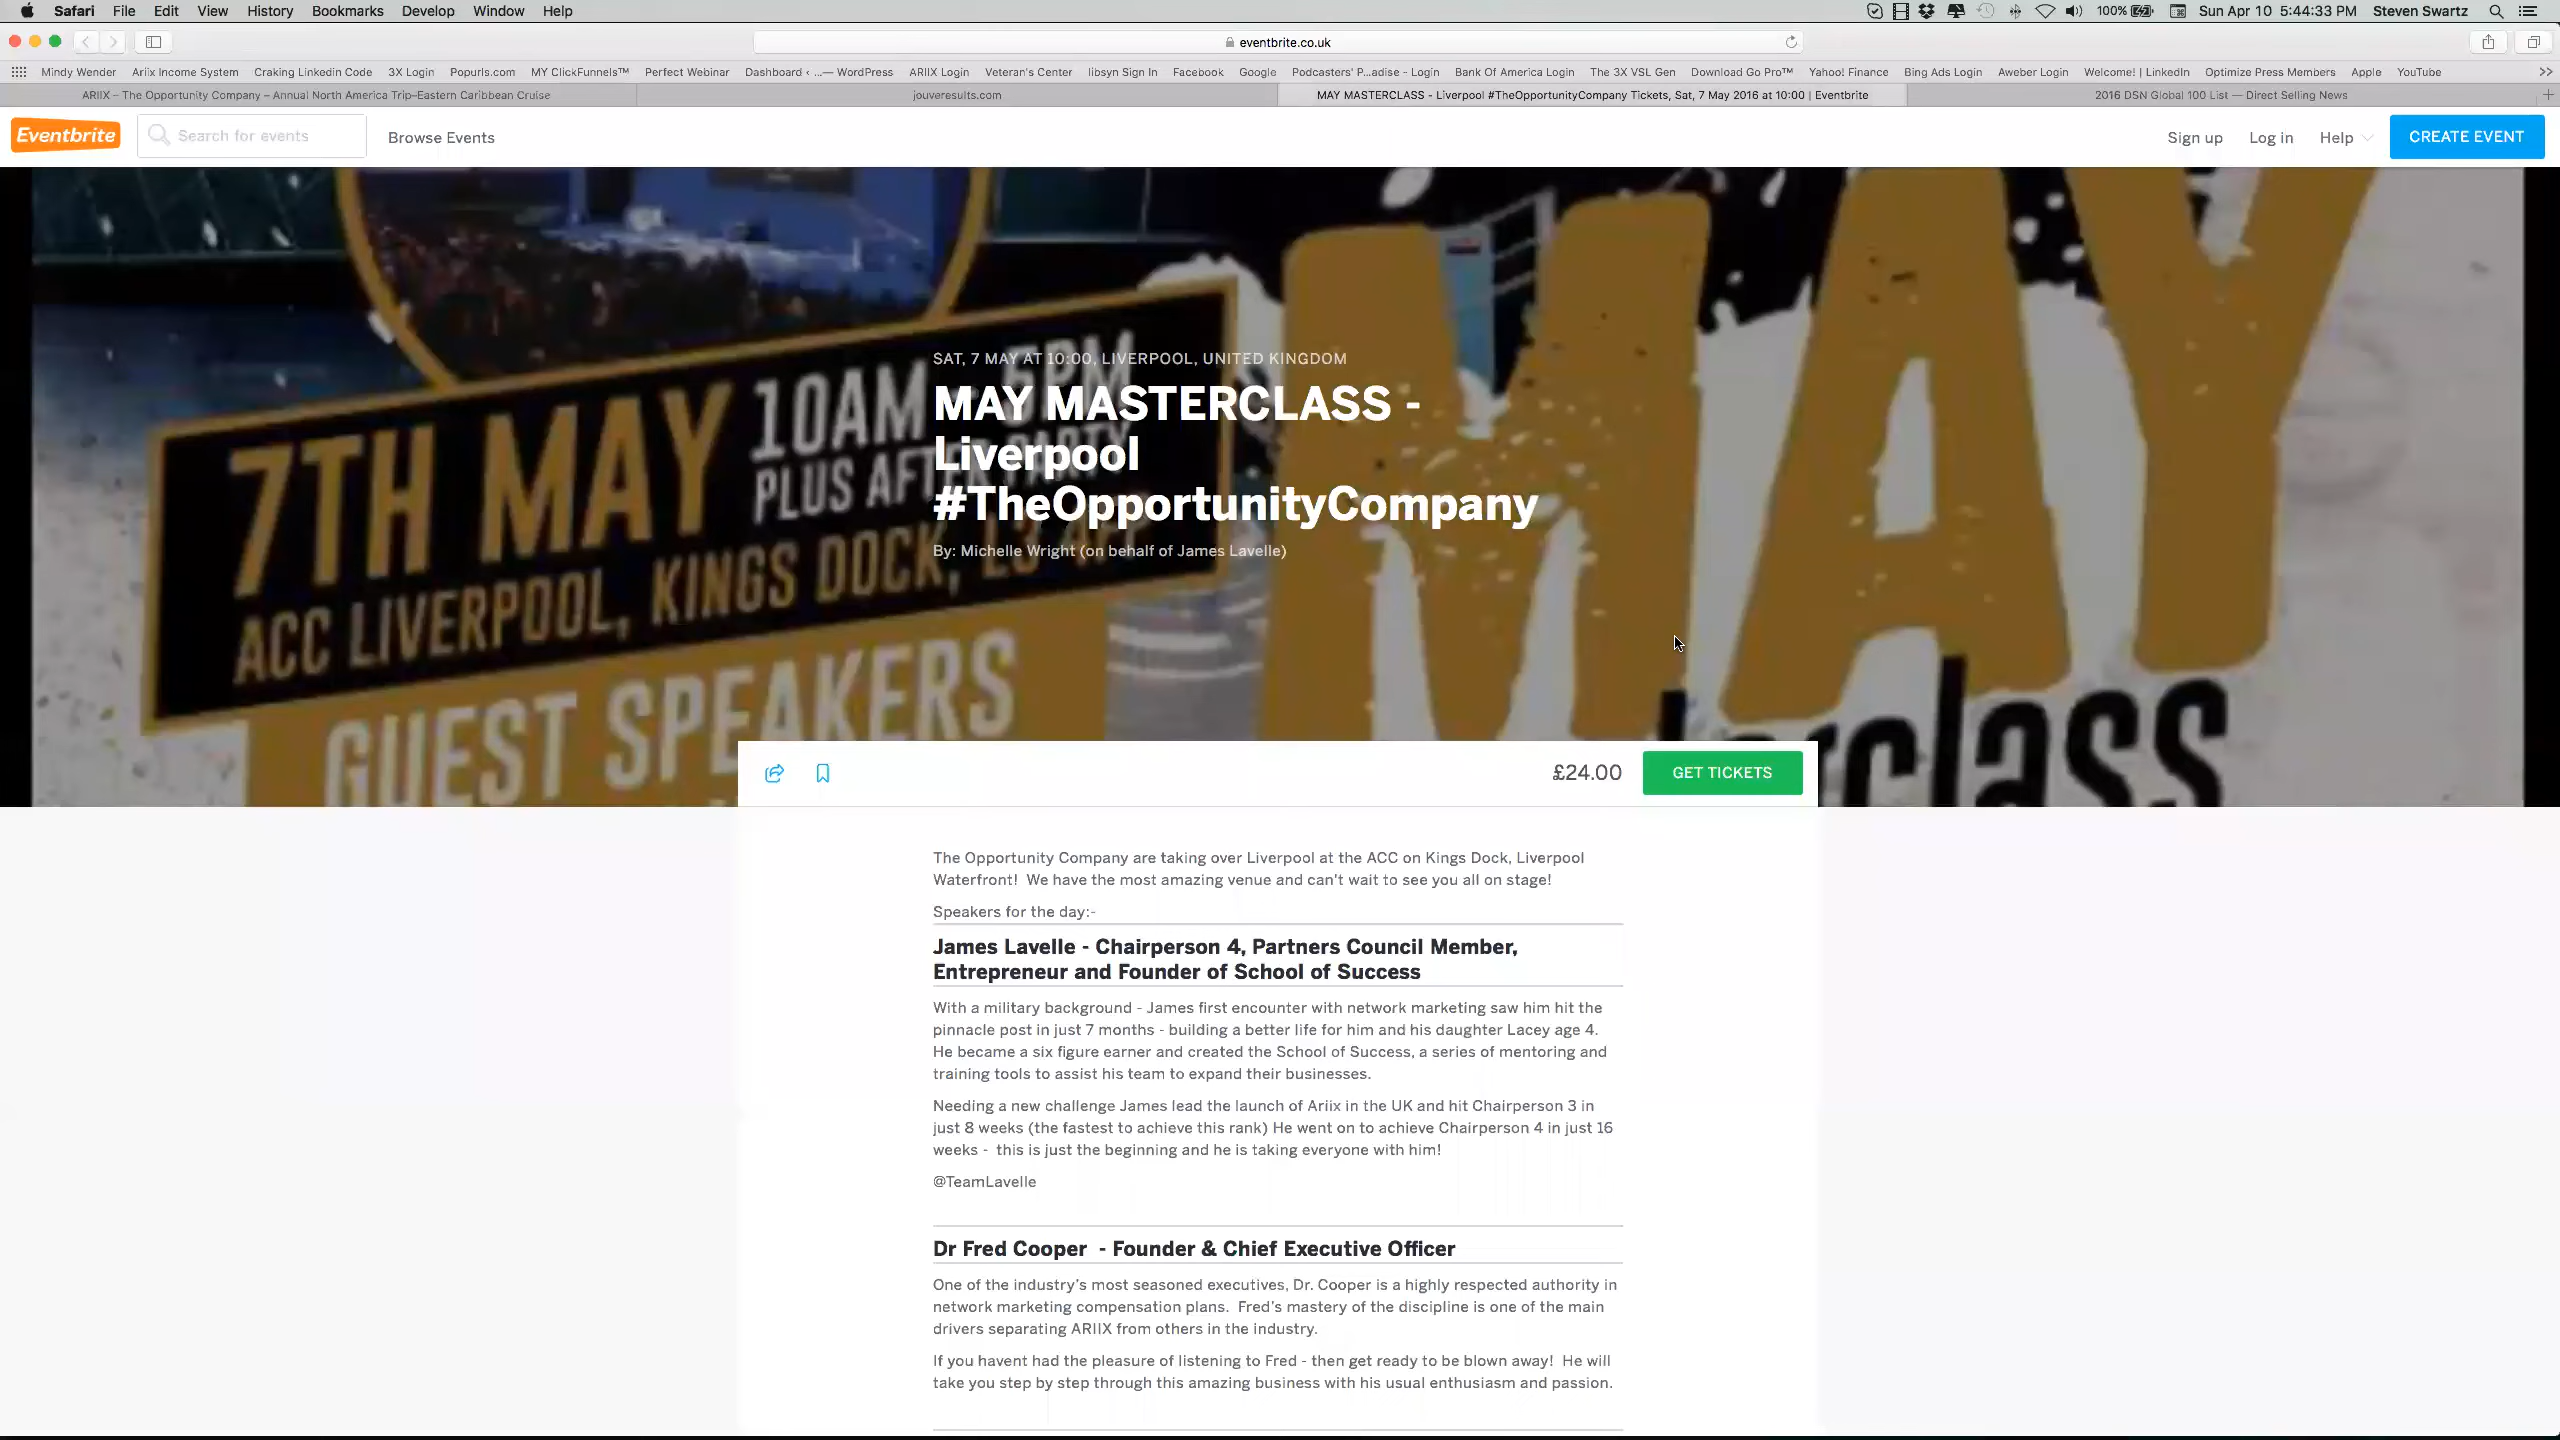 Safari File Edit View History Bookmarks Develop Window Help 100% Sun Apr 10 5:44:33 PM Steven Swartz
eventbrite.co.uk
Mindy Wender Ariix Income System Craking Linkedin Code 3X Login Popurls.com MY ClickFunnels™ Perfect Webinar Dashboard ‹ ...— WordPress ARIIX Login Veteran's Center libsyn Sign In Facebook Google Podcasters' P...adise - Login Bank Of America Login The 3X VSL Gen Download Go Pro™ Yahoo! Finance Bing Ads Login Aweber Login Welcome! | LinkedIn Optimize Press Members Apple YouTube
ARIIX – The Opportunity Company – Annual North America Trip–Eastern Caribbean Cruise jouveresults.com MAY MASTERCLASS - Liverpool #TheOpportunityCompany Tickets, Sat, 7 May 2016 at 10:00 | Eventbrite 2016 DSN Global 100 List — Direct Selling News
Eventbrite Search for events Browse Events Sign up Log in Help CREATE EVENT
SAT, 7 MAY AT 10:00, LIVERPOOL, UNITED KINGDOM
MAY MASTERCLASS -
Liverpool
#TheOpportunityCompany
By: Michelle Wright (on behalf of James Lavelle)
7TH MAY 10AM
PLUS AFTER PARTY
ACC LIVERPOOL, KINGS DOCK,
GUEST SPEAKERS
MAY
£24.00 GET TICKETS
The Opportunity Company are taking over Liverpool at the ACC on Kings Dock, Liverpool
Waterfront! We have the most amazing venue and can't wait to see you all on stage!
Speakers for the day:-
James Lavelle - Chairperson 4, Partners Council Member,
Entrepreneur and Founder of School of Success
With a military background - James first encounter with network marketing saw him hit the
pinnacle post in just 7 months - building a better life for him and his daughter Lacey age 4.
He became a six figure earner and created the School of Success, a series of mentoring and
training tools to assist his team to expand their businesses.
Needing a new challenge James lead the launch of Ariix in the UK and hit Chairperson 3 in
just 8 weeks (the fastest to achieve this rank) He went on to achieve Chairperson 4 in just 16
weeks - this is just the beginning and he is taking everyone with him!
@TeamLavelle
Dr Fred Cooper - Founder & Chief Executive Officer
One of the industry's most seasoned executives, Dr. Cooper is a highly respected authority in
network marketing compensation plans. Fred's mastery of the discipline is one of the main
drivers separating ARIIX from others in the industry.
If you havent had the pleasure of listening to Fred - then get ready to be blown away! He will
take you step by step through this amazing business with his usual enthusiasm and passion.